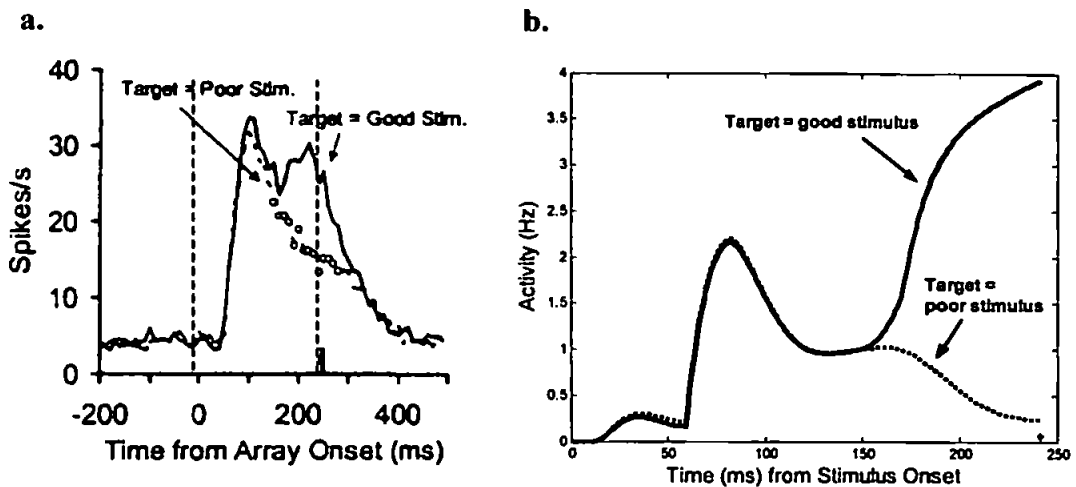 a.
b.
40
30
20
10
0
Spikes/s
Target = Poor Stim.
Target = Good Stim.
-200 0 200 400
Time from Array Onset (ms)
4
3.5
3
2.5
2
1.5
1
0.5
0
Activity (Hz)
Target = good stimulus
Target =
poor stimulus
0 50 100 150 200 250
Time (ms) from Stimulus Onset